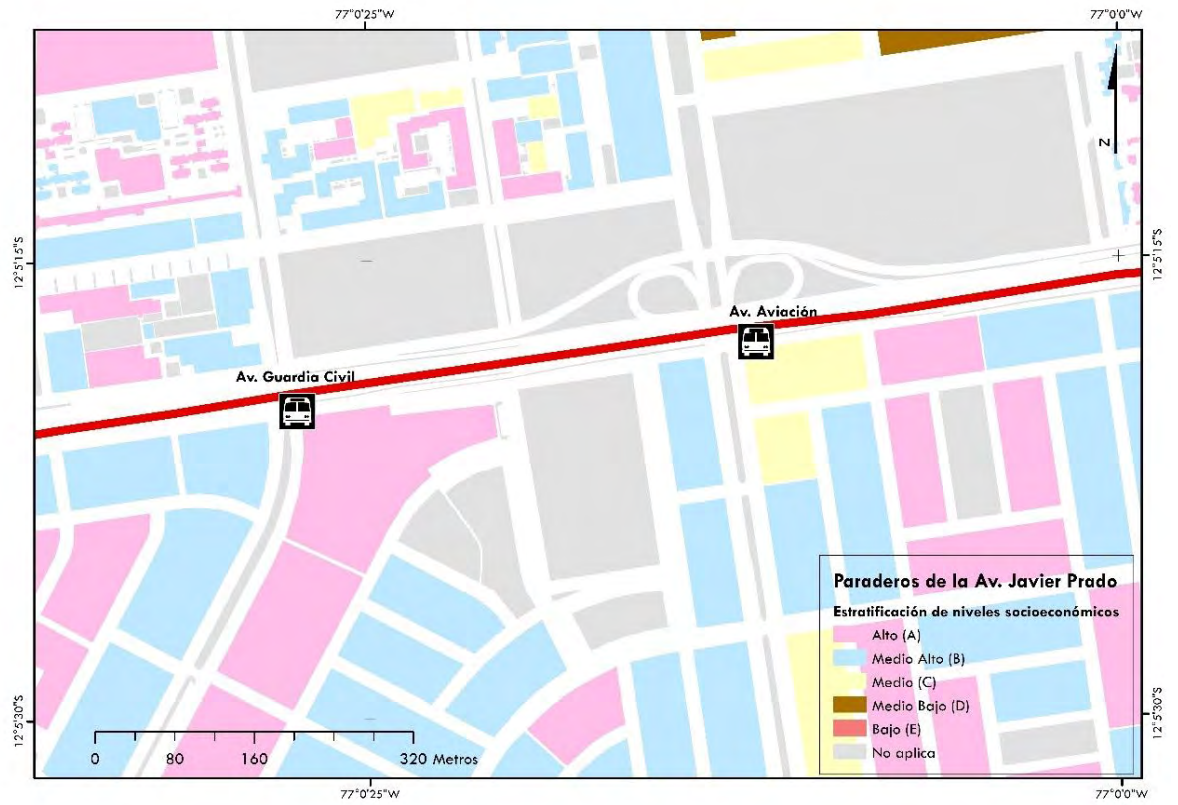 77°0'25"W
77°0'0"W
N
12°5'15"S
12°5'15"S
Av. Aviación
Av. Guardia Civil
Paraderos de la Av. Javier Prado
Estratificación de niveles socioeconómicos
Alto (A)
Medio Alto (B)
Medio (C)
Medio Bajo (D)
Bajo (E)
No aplica
12°5'30"S
12°5'30"S
0 80 160 320 Metros
77°0'25"W
77°0'0"W